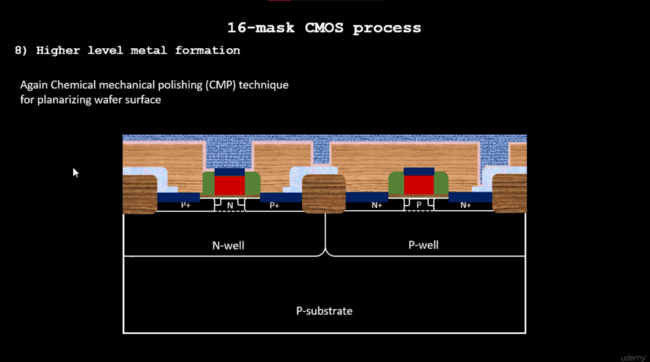 16-mask CMOS process
8) Higher level metal formation
Again Chemical mechanical polishing (CMP) technique
for planarizing wafer surface
P+ N P+ N+ P N+
N-well P-well
P-substrate
udemy